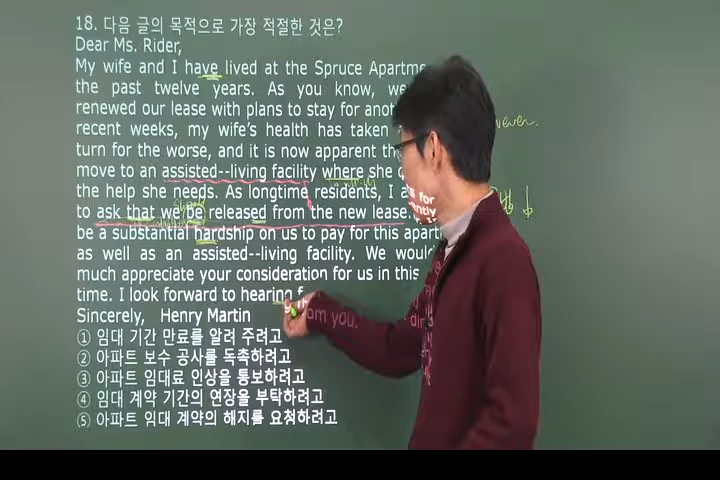 18. 다음 글의 목적으로 가장 적절한 것은?
Dear Ms. Rider,
My wife and I have lived at the Spruce
the past twelve years. As you know, we
renewed our lease with plans to stay for
recent weeks, my wife's health has taken
turn for the worse, and it is now apparent
move to an assisted--living facility where she
the help she needs. As longtime residents, I
to ask that we be released from the new lease.
be a substantial hardship on us to pay for this
as well as an assisted--living facility. We
much appreciate your consideration for us in this
time. I look forward to hearing
Sincerely, Henry Martin
① 임대 기간 만료를 알려 주려고
② 아파트 보수 공사를 독촉하려고
③ 아파트 임대료 인상을 통보하려고
④ 임대 계약 기간의 연장을 부탁하려고
⑤ 아파트 임대 계약의 해지를 요청하려고